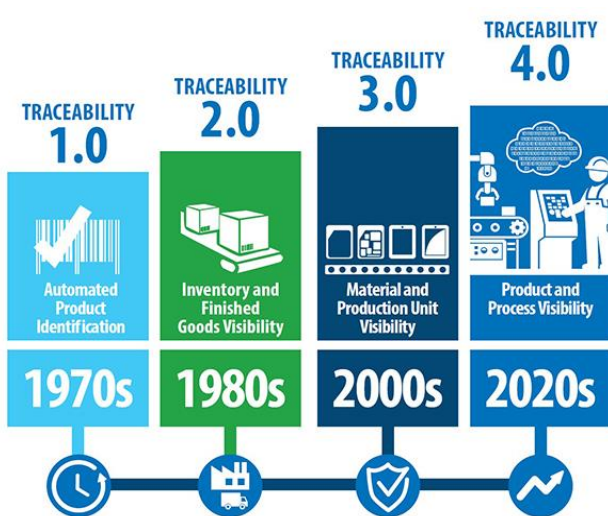 TRACEABILITY
1.0
Automated
Product
Identification
1970s
TRACEABILITY
2.0
Inventory and
Finished
Goods Visibility
1980s
TRACEABILITY
3.0
Material and
Production Unit
Visibility
2000s
TRACEABILITY
4.0
Product and
Process Visibility
2020s